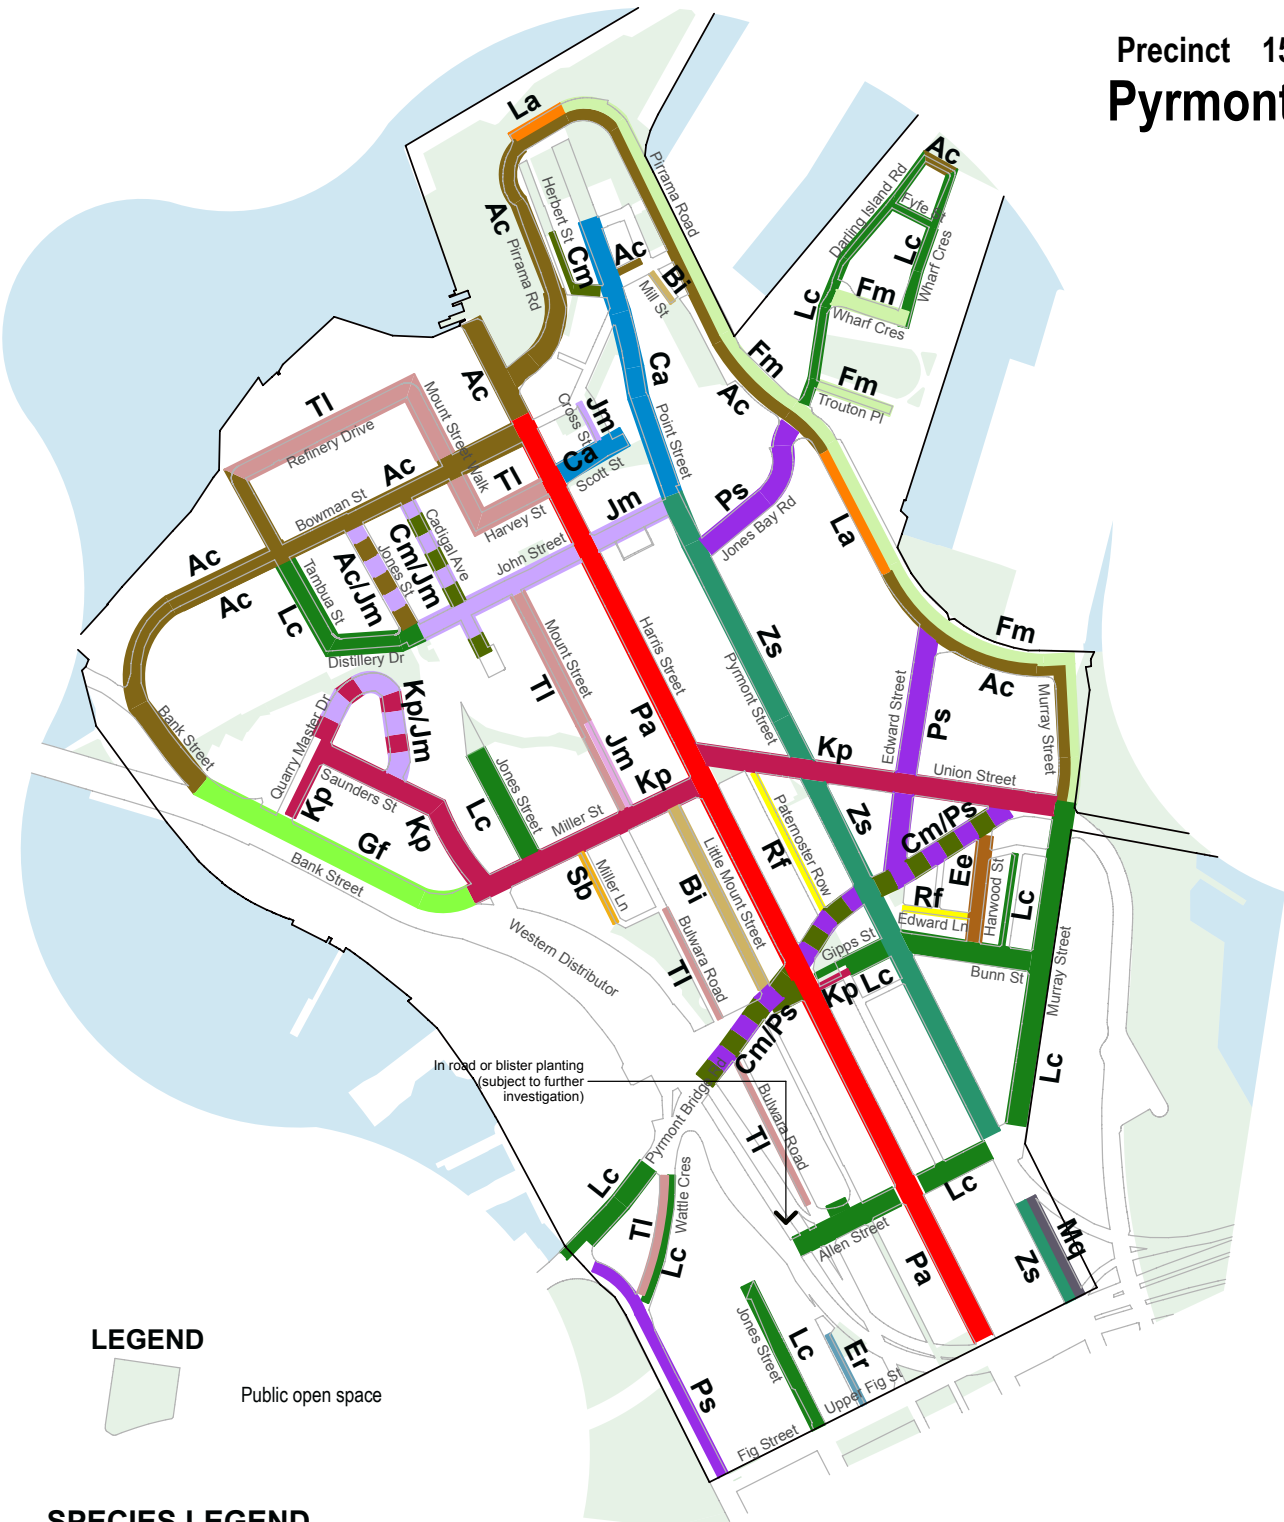 Precinct 15
Pyrmont
La
Pirrama Road
Ac
Darling Island Rd
Fyfe
Herbert St
Ac
Pirrama Rd
Cm
Ac
Bi
Mill St
Lc
Wharf Cres
Fm
Lc
Wharf Cres
Fm
Fm
Trouton Pl
Ca
Ac
Ac
Tl
Refinery Drive
Mount Street Walk
Cross St
Jm
Ca
Scott St
Point Street
Ac
Tl
Harvey St
Jm
Ps
Jones Bay Rd
La
Bowman St
Cadigal Ave
Cm/Jm
Jones St
Ac/Jm
John Street
Ac
Ac
Tambua St
Lc
Distillery Dr
Mount Street
Tl
Harris Street
Pa
Zs
Pyrmont Street
Fm
Ac
Murray Street
Edward Street
Ps
Bank Street
Quarry Master Dr
Kp/Jm
Jm
Kp
Kp
Union Street
Saunders St
Kp
Kp
Gf
Bank Street
Lc
Jones Street
Miller St
Sb
Miller Ln
Bi
Little Mount Street
Rf
Paternoster Row
Zs
Cm/Ps
Ee
Harwood St
Lc
Rf
Edward Ln
Western Distributor
Bulwara Road
Tl
Gipps St
Kp
Lc
Bunn St
Murray Street
Lc
Cm/Ps
In road or blister planting
(subject to further
investigation)
Pyrmont Bridge Rd
Bulwara Road
Tl
Lc
Wattle Cres
Tl
Lc
Lc
Allen Street
Pa
Zs
Mq
Ps
Jones Street
Lc
Er
Upper Fig St
Fig Street
LEGEND
Public open space
SPECIES LEGEND